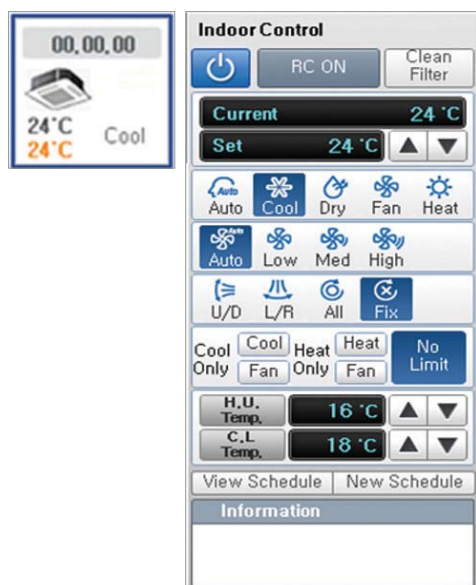 00,00,00
24°C
24°C
Cool
Indoor Control
RC ON
Clean
Filter
Current 24 °C
Set 24 °C
Auto
Auto Cool Dry Fan Heat
Auto
Auto Low Med High
U/D L/R All Fix
Cool
Only
Cool
Fan
Heat
Only
Heat
Fan
No
Limit
H.U.
Temp.
16 °C
C.L
Temp.
18 °C
View Schedule New Schedule
Information